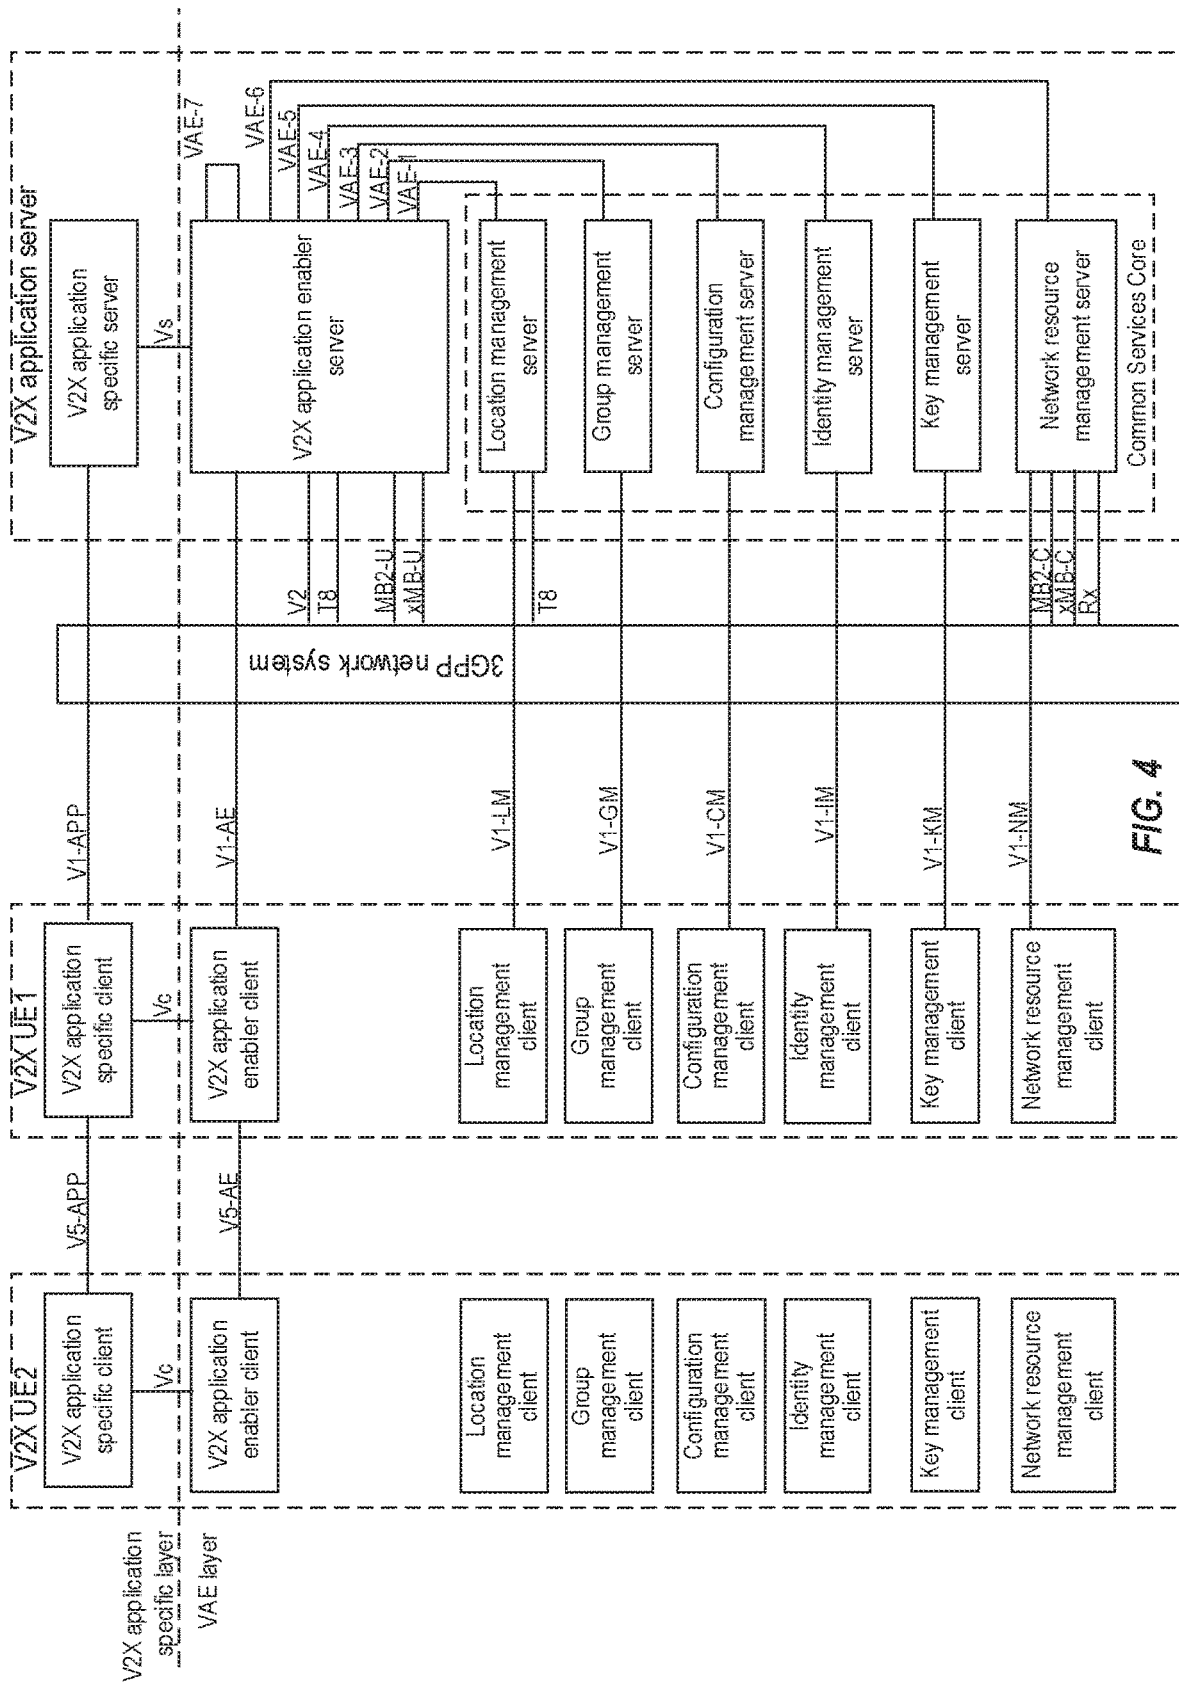 V2X application
specific layer
VAE layer
V2X UE2
V2X application
specific client
Vc
V2X application
enabler client
Location
management
client
Group
management
client
Configuration
management
client
Identity
management
client
Key management
client
Network resource
management
client
V5-APP
V5-AE
V2X UE1
V2X application
specific client
Vc
V2X application
enabler client
Location
management
client
Group
management
client
Configuration
management
client
Identity
management
client
Key management
client
Network resource
management
client
V1-APP
V1-AE
V1-LM
V1-GM
V1-CM
V1-IM
V1-KM
V1-NM
3GPP network system
V2
T8
MB2-U
xMB-U
T8
MB2-C
xMB-C
Rx
V2X application server
V2X application
specific server
Vs
V2X application enabler
server
Location management
server
Group management
server
Configuration
management server
Identity management
server
Key management
server
Network resource
management server
Common Services Core
VAE-7
VAE-6
VAE-5
VAE-4
VAE-3
VAE-2
VAE-1
FIG. 4